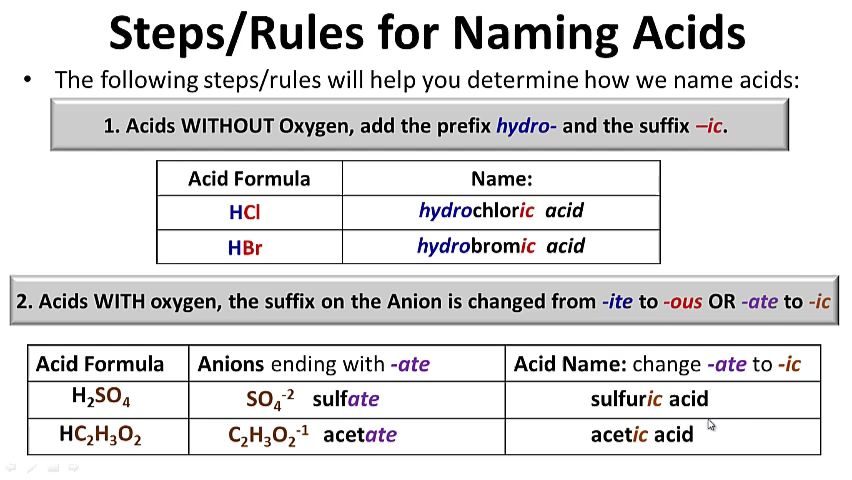 Steps/Rules for Naming Acids
• The following steps/rules will help you determine how we name acids:
1. Acids WITHOUT Oxygen, add the prefix hydro- and the suffix –ic.
Acid Formula Name:
HCl hydrochloric acid
HBr hydrobromic acid
2. Acids WITH oxygen, the suffix on the Anion is changed from -ite to -ous OR -ate to -ic
Acid Formula Anions ending with -ate Acid Name: change -ate to -ic
H₂SO₄ SO₄⁻² sulfate sulfuric acid
HC₂H₃O₂ C₂H₃O₂⁻¹ acetate acetic acid